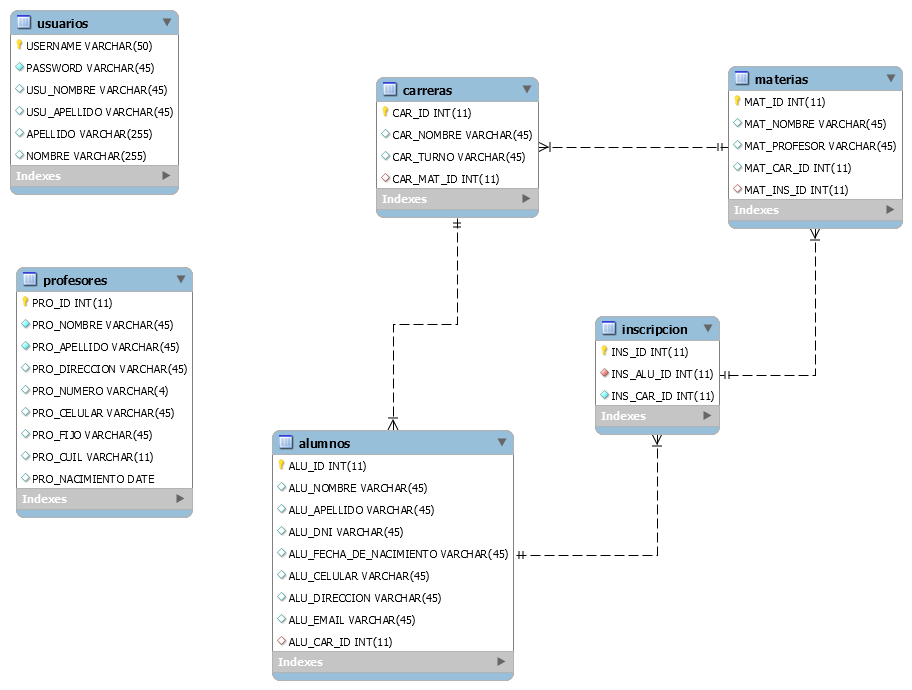 usuarios
USERNAME VARCHAR(50)
PASSWORD VARCHAR(45)
USU_NOMBRE VARCHAR(45)
USU_APELLIDO VARCHAR(45)
APELLIDO VARCHAR(255)
NOMBRE VARCHAR(255)
Indexes
carreras
CAR_ID INT(11)
CAR_NOMBRE VARCHAR(45)
CAR_TURNO VARCHAR(45)
CAR_MAT_ID INT(11)
Indexes
materias
MAT_ID INT(11)
MAT_NOMBRE VARCHAR(45)
MAT_PROFESOR VARCHAR(45)
MAT_CAR_ID INT(11)
MAT_INS_ID INT(11)
Indexes
profesores
PRO_ID INT(11)
PRO_NOMBRE VARCHAR(45)
PRO_APELLIDO VARCHAR(45)
PRO_DIRECCION VARCHAR(45)
PRO_NUMERO VARCHAR(4)
PRO_CELULAR VARCHAR(45)
PRO_FIJO VARCHAR(45)
PRO_CUIL VARCHAR(11)
PRO_NACIMIENTO DATE
Indexes
inscripcion
INS_ID INT(11)
INS_ALU_ID INT(11)
INS_CAR_ID INT(11)
Indexes
alumnos
ALU_ID INT(11)
ALU_NOMBRE VARCHAR(45)
ALU_APELLIDO VARCHAR(45)
ALU_DNI VARCHAR(45)
ALU_FECHA_DE_NACIMIENTO VARCHAR(45)
ALU_CELULAR VARCHAR(45)
ALU_DIRECCION VARCHAR(45)
ALU_EMAIL VARCHAR(45)
ALU_CAR_ID INT(11)
Indexes